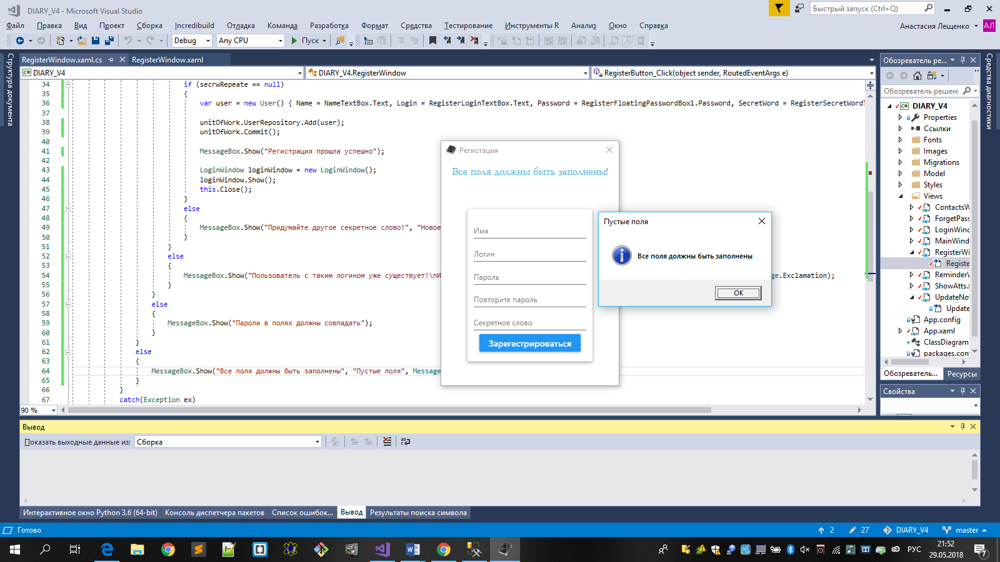 DIARY_V4 - Microsoft Visual Studio
Быстрый запуск (Ctrl+Q)
Файл Правка Вид Проект Сборка Incredibuild Отладка Команда Разработка Формат Средства Тестирование Инструменты R Анализ Окно Справка
Анастасия Лещенко АЛ
Debug Any CPU Пуск
Структура документа
RegisterWindow.xaml.cs RegisterWindow.xaml
DIARY_V4 DIARY_V4.RegisterWindow RegisterButton_Click(object sender, RoutedEventArgs e)
34 if (secrwRepeate == null)
35 {
36 var user = new User() { Name = NameTextBox.Text, Login = RegisterLoginTextBox.Text, Password = RegisterFloatingPasswordBox1.Password, SecretWord = RegisterSecretWordT
37
38 unitOfWork.UserRepository.Add(user);
39 unitOfWork.Commit();
40
41 MessageBox.Show("Регистрация прошла успешно");
42
43 LoginWindow loginWindow = new LoginWindow();
44 loginWindow.Show();
45 this.Close();
46 }
47 else
48 {
49 MessageBox.Show("Придумайте другое секретное слово!", "Новое
50 }
51 }
52 else
53 {
54 MessageBox.Show("Пользователь с таким логином уже существует!\nИ ge.Exclamation);
55 }
56 }
57 else
58 {
59 MessageBox.Show("Пароли в полях должны совпадать");
60 }
61 }
62 else
63 {
64 MessageBox.Show("Все поля должны быть заполнены", "Пустые поля", Message
65 }
66 }
67 catch(Exception ex)
90 %
Регистация
Все поля должны быть заполнены!
Имя
Логин
Пароль
Повторите пароль
Секретное слово
Зарегестрироваться
Пустые поля
Все поля должны быть заполнены
OK
Обозреватель ре...
Обозреватель решени
DIARY_V4
Properties
Ссылки
Fonts
Images
Migrations
Model
Styles
Views
ContactsW
ForgetPass
LoginWind
MainWind
RegisterWi
Registe
ReminderW
ShowAtts.x
UpdateNo
Update
App.config
App.xaml
ClassDiagram
packages.con
Обозреватель... Ресурсы
Свойства
Средства диагностики
Вывод
Показать выходные данные из: Сборка
Интерактивное окно Python 3.6 (64-bit) Консоль диспетчера пакетов Список ошибок... Вывод Результаты поиска символа
Готово 2 27 DIARY_V4 master
РУС 21:52
29.05.2018
7